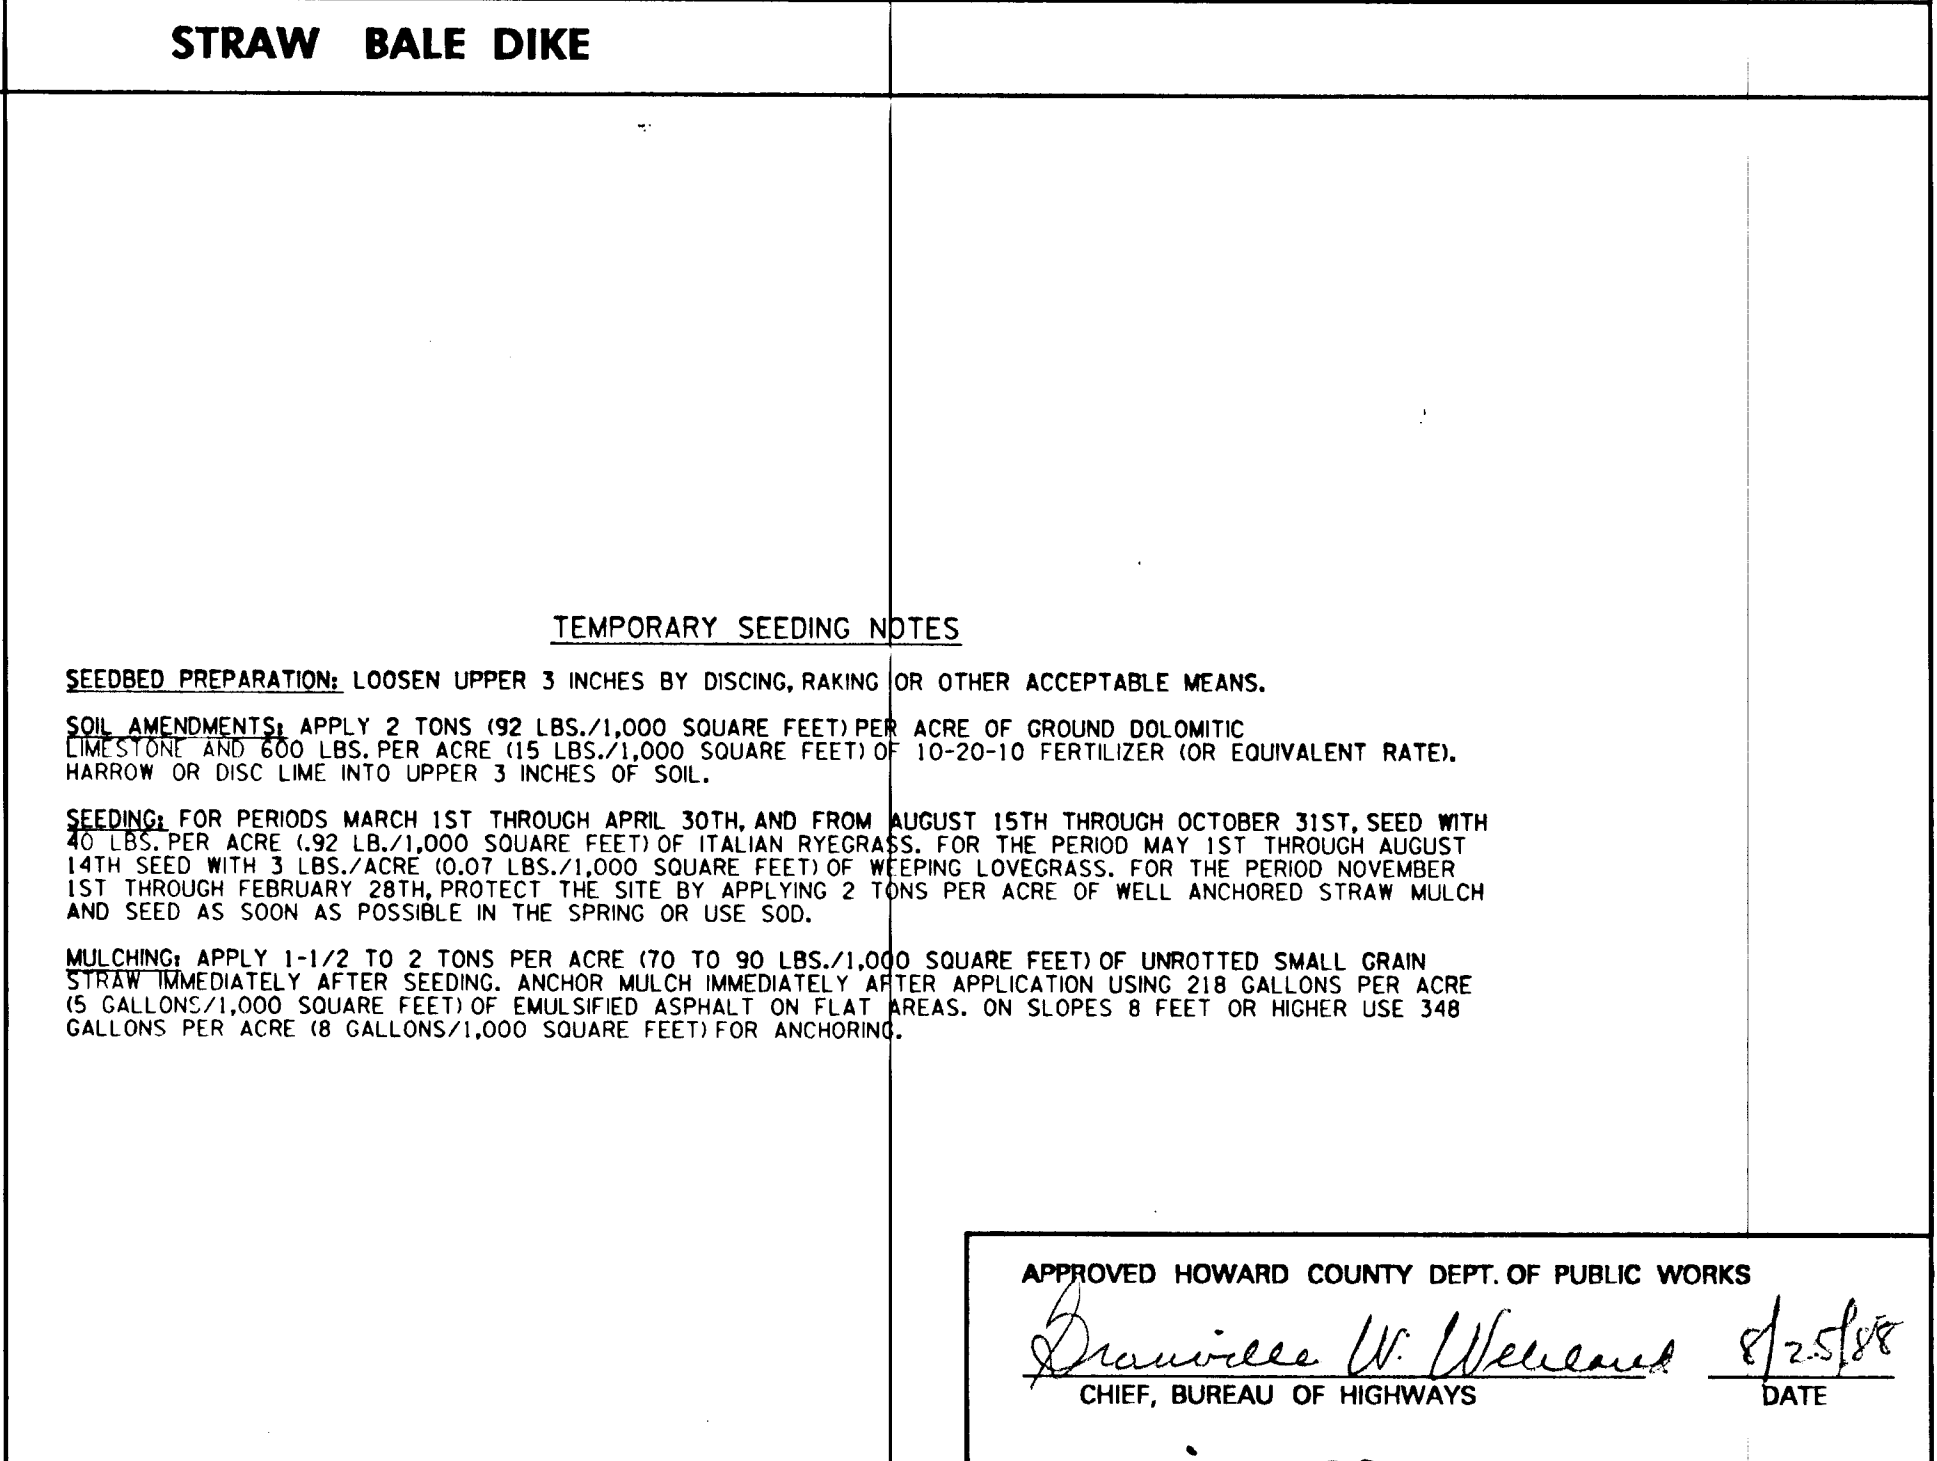 STRAW BALE DIKE
TEMPORARY SEEDING NOTES
SEEDBED PREPARATION: LOOSEN UPPER 3 INCHES BY DISCING, RAKING OR OTHER ACCEPTABLE MEANS.
SOIL AMENDMENTS: APPLY 2 TONS (92 LBS./1,000 SQUARE FEET) PER ACRE OF GROUND DOLOMITIC
LIMESTONE AND 600 LBS. PER ACRE (15 LBS./1,000 SQUARE FEET) OF 10-20-10 FERTILIZER (OR EQUIVALENT RATE).
HARROW OR DISC LIME INTO UPPER 3 INCHES OF SOIL.
SEEDING: FOR PERIODS MARCH 1ST THROUGH APRIL 30TH, AND FROM AUGUST 15TH THROUGH OCTOBER 31ST, SEED WITH
40 LBS. PER ACRE (.92 LB./1,000 SQUARE FEET) OF ITALIAN RYEGRASS. FOR THE PERIOD MAY 1ST THROUGH AUGUST
14TH SEED WITH 3 LBS./ACRE (0.07 LBS./1,000 SQUARE FEET) OF WEEPING LOVEGRASS. FOR THE PERIOD NOVEMBER
1ST THROUGH FEBRUARY 28TH, PROTECT THE SITE BY APPLYING 2 TONS PER ACRE OF WELL ANCHORED STRAW MULCH
AND SEED AS SOON AS POSSIBLE IN THE SPRING OR USE SOD.
MULCHING: APPLY 1-1/2 TO 2 TONS PER ACRE (70 TO 90 LBS./1,000 SQUARE FEET) OF UNROTTED SMALL GRAIN
STRAW IMMEDIATELY AFTER SEEDING. ANCHOR MULCH IMMEDIATELY AFTER APPLICATION USING 218 GALLONS PER ACRE
(5 GALLONS/1,000 SQUARE FEET) OF EMULSIFIED ASPHALT ON FLAT AREAS. ON SLOPES 8 FEET OR HIGHER USE 348
GALLONS PER ACRE (8 GALLONS/1,000 SQUARE FEET) FOR ANCHORING.
APPROVED HOWARD COUNTY DEPT. OF PUBLIC WORKS
Granville W. 8/25/88
CHIEF, BUREAU OF HIGHWAYS DATE